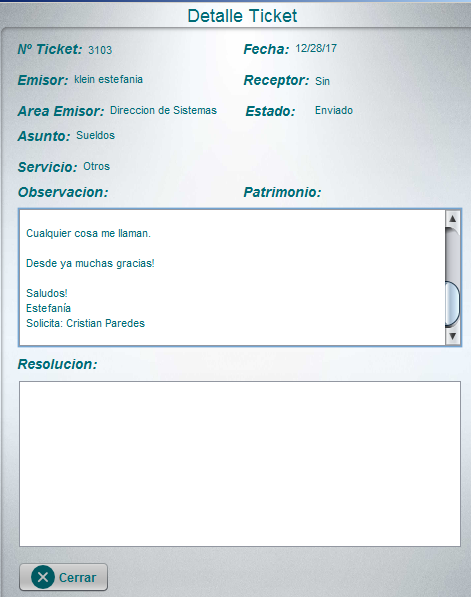 Detalle Ticket
Nº Ticket: 3103 Fecha: 12/28/17
Emisor: klein estefania Receptor: Sin
Area Emisor: Direccion de Sistemas Estado: Enviado
Asunto: Sueldos
Servicio: Otros
Observacion: Patrimonio:
Cualquier cosa me llaman.
Desde ya muchas gracias!
Saludos!
Estefanía
Solicita: Cristian Paredes
Resolucion:
Cerrar